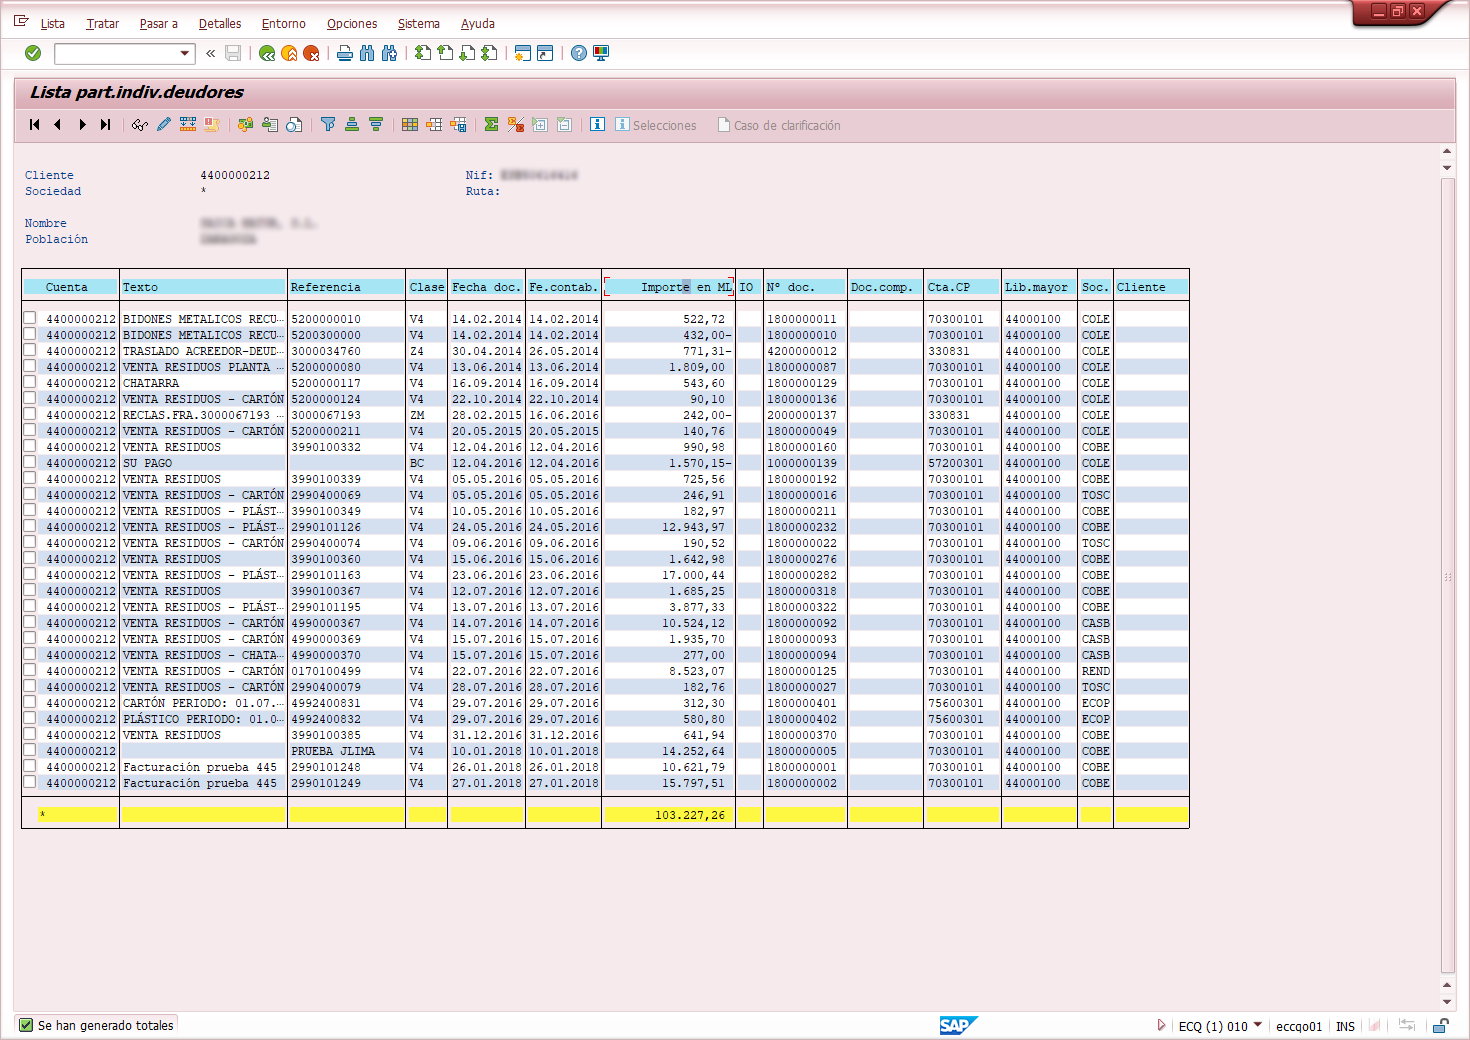 Lista Tratar Pasar a Detalles Entorno Opciones Sistema Ayuda
Lista part.indiv.deudores
Selecciones Caso de clarificación
Cliente 4400000212 Nif:
Sociedad * Ruta:
Nombre
Población
Cuenta Texto Referencia Clase Fecha doc. Fe.contab. Importe en ML IO N° doc. Doc.comp. Cta.CP Lib.mayor Soc. Cliente
4400000212 BIDONES METALICOS RECU… 5200000010 V4 14.02.2014 14.02.2014 522,72 1800000011 70300101 44000100 COLE
4400000212 BIDONES METALICOS RECU… 5200300000 V4 14.02.2014 14.02.2014 432,00- 1800000010 70300101 44000100 COLE
4400000212 TRASLADO ACREEDOR-DEUD… 3000034760 Z4 30.04.2014 26.05.2014 771,31- 4200000012 330831 44000100 COLE
4400000212 VENTA RESIDUOS PLANTA … 5200000080 V4 13.06.2014 13.06.2014 1.809,00 1800000087 70300101 44000100 COLE
4400000212 CHATARRA 5200000117 V4 16.09.2014 16.09.2014 543,60 1800000129 70300101 44000100 COLE
4400000212 VENTA RESIDUOS - CARTÓN 5200000124 V4 22.10.2014 22.10.2014 90,10 1800000136 70300101 44000100 COLE
4400000212 RECLAS.FRA.3000067193 … 3000067193 ZM 28.02.2015 16.06.2016 242,00- 2000000137 330831 44000100 COLE
4400000212 VENTA RESIDUOS - CARTÓN 5200000211 V4 20.05.2015 20.05.2015 140,76 1800000049 70300101 44000100 COLE
4400000212 VENTA RESIDUOS 3990100332 V4 12.04.2016 12.04.2016 990,98 1800000160 70300101 44000100 COBE
4400000212 SU PAGO BC 12.04.2016 12.04.2016 1.570,15- 1000000139 57200301 44000100 COLE
4400000212 VENTA RESIDUOS 3990100339 V4 05.05.2016 05.05.2016 725,56 1800000192 70300101 44000100 COBE
4400000212 VENTA RESIDUOS - CARTÓN 2990400069 V4 05.05.2016 05.05.2016 246,91 1800000016 70300101 44000100 TOSC
4400000212 VENTA RESIDUOS - PLÁST… 3990100349 V4 10.05.2016 10.05.2016 182,97 1800000211 70300101 44000100 COBE
4400000212 VENTA RESIDUOS - PLÁST… 2990101126 V4 24.05.2016 24.05.2016 12.943,97 1800000232 70300101 44000100 COBE
4400000212 VENTA RESIDUOS - CARTÓN 2990400074 V4 09.06.2016 09.06.2016 190,52 1800000022 70300101 44000100 TOSC
4400000212 VENTA RESIDUOS 3990100360 V4 15.06.2016 15.06.2016 1.642,98 1800000276 70300101 44000100 COBE
4400000212 VENTA RESIDUOS - PLÁST… 2990101163 V4 23.06.2016 23.06.2016 17.000,44 1800000282 70300101 44000100 COBE
4400000212 VENTA RESIDUOS 3990100367 V4 12.07.2016 12.07.2016 1.685,25 1800000318 70300101 44000100 COBE
4400000212 VENTA RESIDUOS - PLÁST… 2990101195 V4 13.07.2016 13.07.2016 3.877,33 1800000322 70300101 44000100 COBE
4400000212 VENTA RESIDUOS - CARTÓN 4990000367 V4 14.07.2016 14.07.2016 10.524,12 1800000092 70300101 44000100 CASB
4400000212 VENTA RESIDUOS - CARTÓN 4990000369 V4 15.07.2016 15.07.2016 1.935,70 1800000093 70300101 44000100 CASB
4400000212 VENTA RESIDUOS - CHATA… 4990000370 V4 15.07.2016 15.07.2016 277,00 1800000094 70300101 44000100 CASB
4400000212 VENTA RESIDUOS - CARTÓN 0170100499 V4 22.07.2016 22.07.2016 8.523,07 1800000125 70300101 44000100 REND
4400000212 VENTA RESIDUOS - CARTÓN 2990400079 V4 28.07.2016 28.07.2016 182,76 1800000027 70300101 44000100 TOSC
4400000212 CARTÓN PERIODO: 01.07.… 4992400831 V4 29.07.2016 29.07.2016 312,30 1800000401 75600301 44000100 ECOP
4400000212 PLÁSTICO PERIODO: 01.0… 4992400832 V4 29.07.2016 29.07.2016 580,80 1800000402 75600301 44000100 ECOP
4400000212 VENTA RESIDUOS 3990100385 V4 31.12.2016 31.12.2016 641,94 1800000370 70300101 44000100 COBE
4400000212 PRUEBA JLIMA V4 10.01.2018 10.01.2018 14.252,64 1800000005 70300101 44000100 COBE
4400000212 Facturación prueba 445 2990101248 V4 26.01.2018 26.01.2018 10.621,79 1800000001 70300101 44000100 COBE
4400000212 Facturación prueba 445 2990101249 V4 27.01.2018 27.01.2018 15.797,51 1800000002 70300101 44000100 COBE
* 103.227,26
Se han generado totales SAP ECQ (1) 010 eccqo01 INS